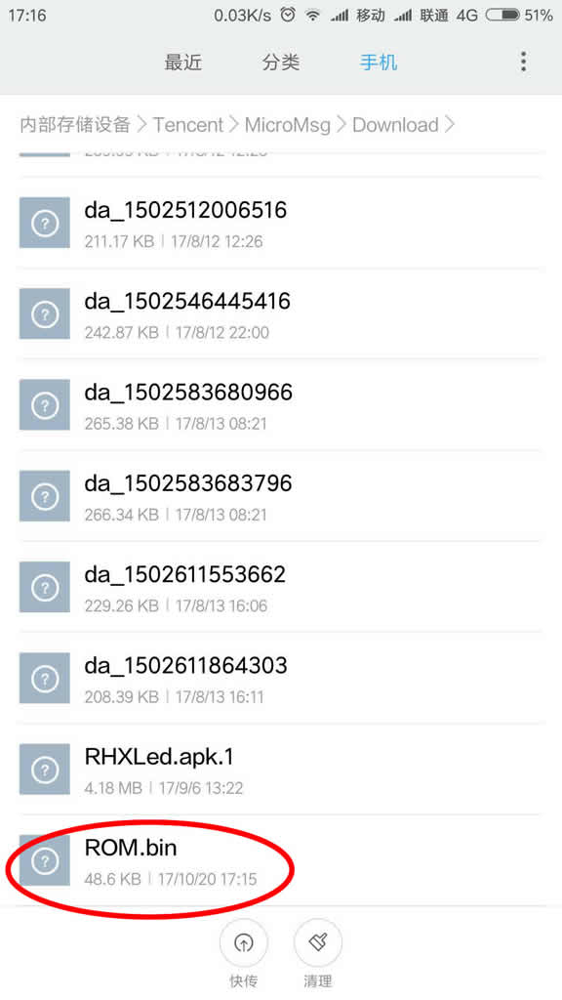 17:16 0.03K/s 移动 联通 4G 51%
最近 分类 手机
内部存储设备 Tencent MicroMsg Download
da_1502512006516
211.17 KB | 17/8/12 12:26
da_1502546445416
242.87 KB | 17/8/12 22:00
da_1502583680966
265.38 KB | 17/8/13 08:21
da_1502583683796
266.34 KB | 17/8/13 08:21
da_1502611553662
229.26 KB | 17/8/13 16:06
da_1502611864303
208.39 KB | 17/8/13 16:11
RHXLed.apk.1
4.18 MB | 17/9/6 13:22
ROM.bin
48.6 KB | 17/10/20 17:15
快传 清理